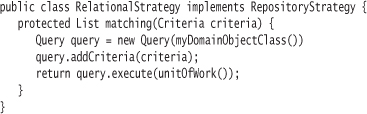 public class RelationalStrategy implements RepositoryStrategy {
   protected List matching(Criteria criteria) {
      Query query = new Query(myDomainObjectClass())
      query.addCriteria(criteria);
      return query.execute(unitOfWork());
   }
}